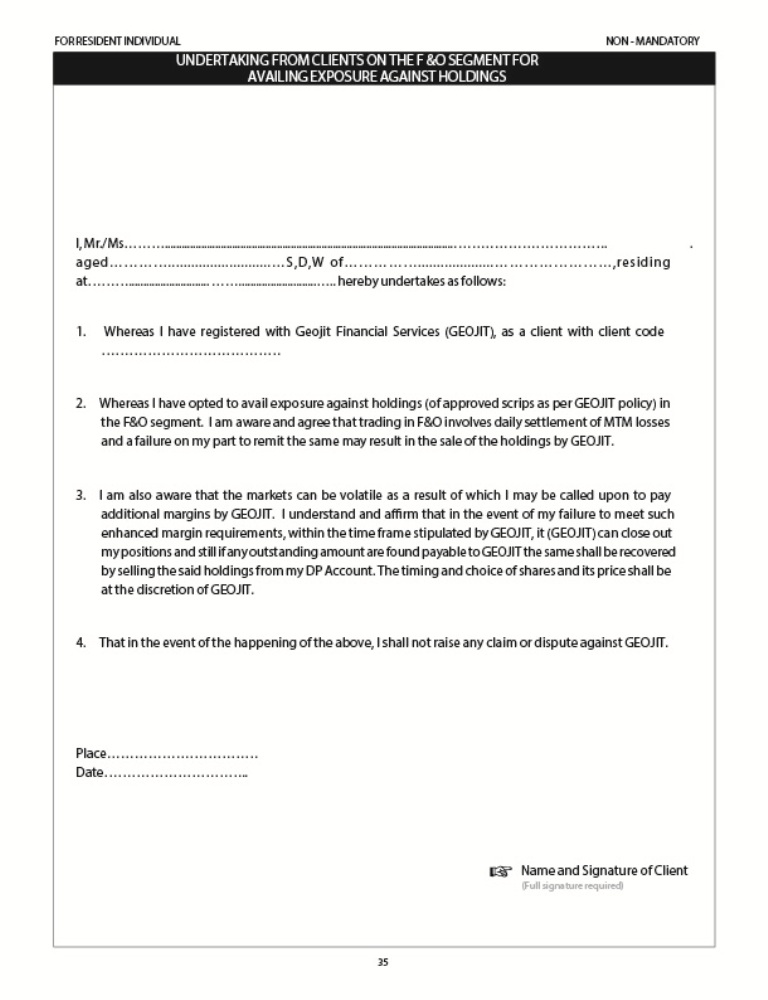 FOR RESIDENT INDIVIDUAL
NON - MANDATORY
UNDERTAKING FROM CLIENTS ON THE F &O SEGMENT FOR
AVAILING EXPOSURE AGAINST HOLDINGS
I, Mr./Ms............................................................................................................................ .
aged.......................................S,D,W of......................................................,residing
at................................. ................................. hereby undertakes as follows:
1. Whereas I have registered with Geojit Financial Services (GEOJIT), as a client with client code
.......................................
2. Whereas I have opted to avail exposure against holdings (of approved scrips as per GEOJIT policy) in
the F&O segment. I am aware and agree that trading in F&O involves daily settlement of MTM losses
and a failure on my part to remit the same may result in the sale of the holdings by GEOJIT.
3. I am also aware that the markets can be volatile as a result of which I may be called upon to pay
additional margins by GEOJIT. I understand and affirm that in the event of my failure to meet such
enhanced margin requirements, within the time frame stipulated by GEOJIT, it (GEOJIT) can close out
my positions and still if any outstanding amount are found payable to GEOJIT the same shall be recovered
by selling the said holdings from my DP Account. The timing and choice of shares and its price shall be
at the discretion of GEOJIT.
4. That in the event of the happening of the above, I shall not raise any claim or dispute against GEOJIT.
Place.................................
Date...............................
☞ Name and Signature of Client
(Full signature required)
35